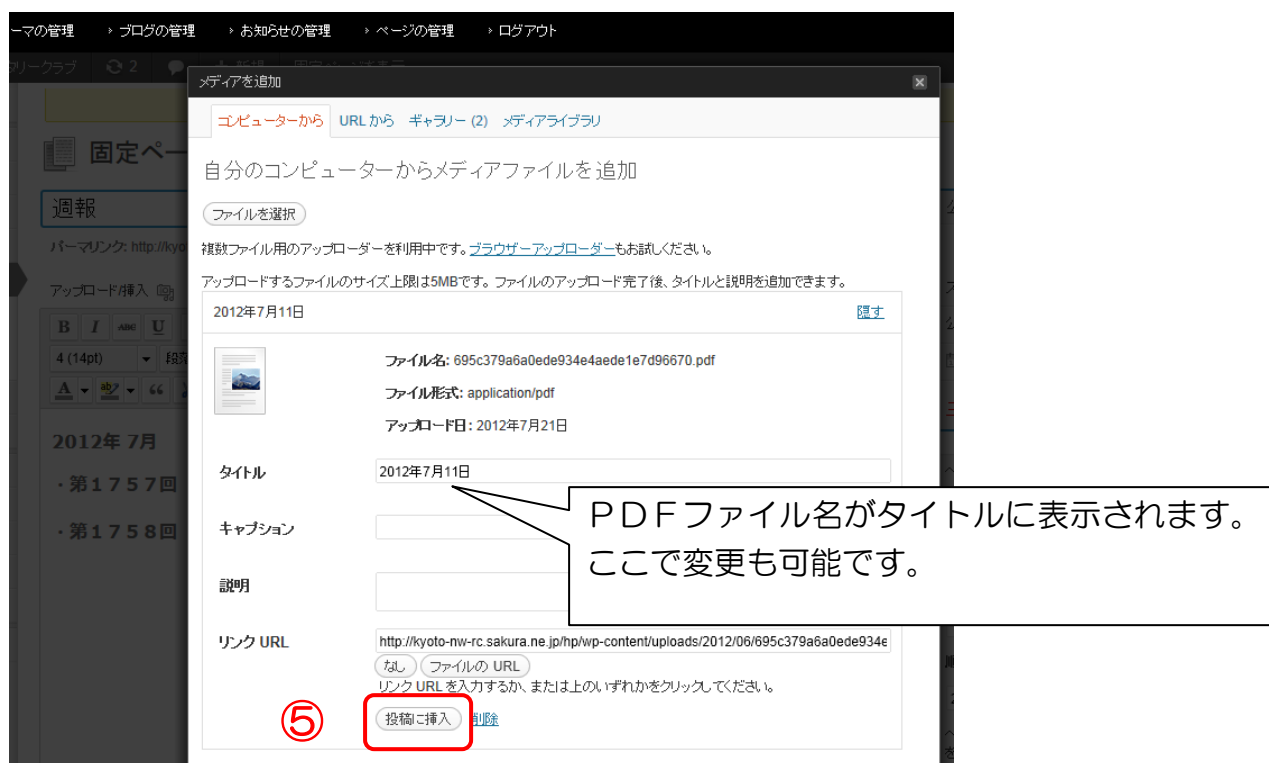 ーマの管理 › ブログの管理 › お知らせの管理 › ページの管理 › ログアウト
リークラブ 2 新規 固定ページを表示
メディアを追加
コンピューターから URL から ギャラリー (2) メディアライブラリ
固定ペー
自分のコンピューターからメディアファイルを追加
週報
ファイルを選択
パーマリンク: http://kyo
複数ファイル用のアップローダーを利用中です。ブラウザーアップローダーもお試しください。
アップロード/挿入
アップロードするファイルのサイズ上限は5MBです。ファイルのアップロード完了後、タイトルと説明を追加できます。
2012年7月11日 隠す
B I ABC U
4 (14pt) 段落
ファイル名: 695c379a6a0ede934e4aede1e7d96670.pdf
ファイル形式: application/pdf
アップロード日: 2012年7月21日
2012年 7月
タイトル 2012年7月11日
・第１７５７回
ＰＤＦファイル名がタイトルに表示されます。
ここで変更も可能です。
キャプション
・第１７５８回
説明
リンク URL http://kyoto-nw-rc.sakura.ne.jp/hp/wp-content/uploads/2012/06/695c379a6a0ede934e
なし ファイルの URL
リンク URL を入力するか、または上のいずれかをクリックしてください。
⑤ 投稿に挿入 削除